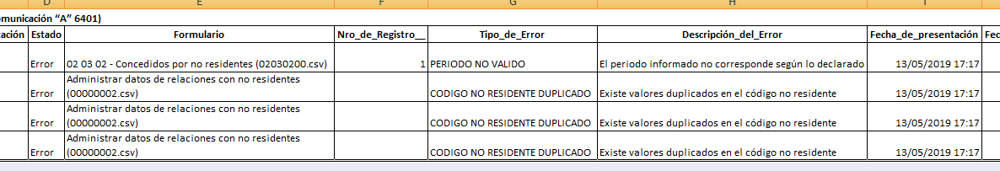 D E F G H I
omunicación “A” 6401)
tación Estado Formulario Nro_de_Registro__ Tipo_de_Error Descripción_del_Error Fecha_de_presentación Fec
Error 02 03 02 - Concedidos por no residentes (02030200.csv) 1 PERIODO NO VALIDO El periodo informado no corresponde según lo declarado 13/05/2019 17:17
Administrar datos de relaciones con no residentes
Error (00000002.csv) CODIGO NO RESIDENTE DUPLICADO Existe valores duplicados en el código no residente 13/05/2019 17:17
Administrar datos de relaciones con no residentes
Error (00000002.csv) CODIGO NO RESIDENTE DUPLICADO Existe valores duplicados en el código no residente 13/05/2019 17:17
Administrar datos de relaciones con no residentes
Error (00000002.csv) CODIGO NO RESIDENTE DUPLICADO Existe valores duplicados en el código no residente 13/05/2019 17:17